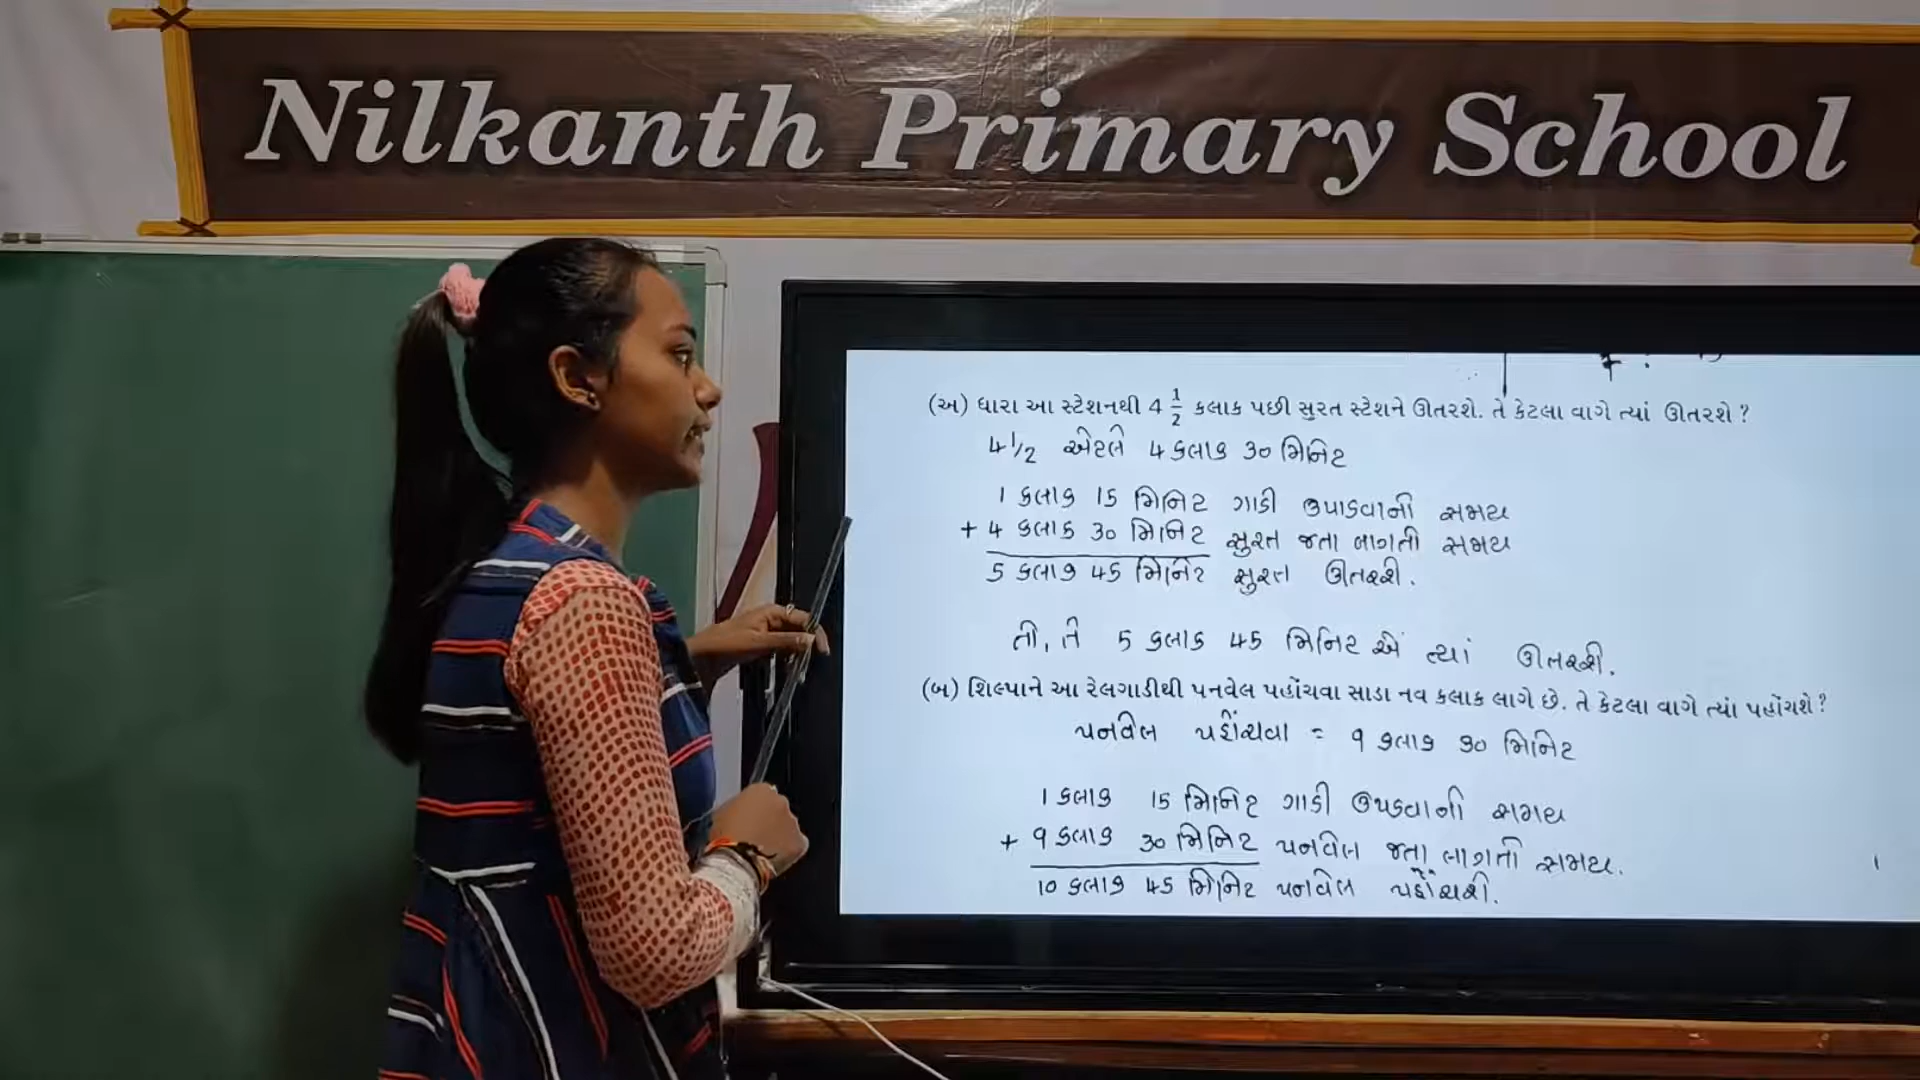 Nilkanth Primary School
(અ) ધારા આ સ્ટેશનથી 4 1/2 કલાક પછી સુરત સ્ટેશને ઊતરશે. તે કેટલા વાગે ત્યાં ઊતરશે ?
4 1/2 એટલે 4 કલાક 30 મિનિટ
1 કલાક 15 મિનિટ ગાડી ઉપાડવાનો સમય
+ 4 કલાક 30 મિનિટ સુરત જતા લાગતો સમય
5 કલાક 45 મિનિટ સુરત ઊતરશે.
તો, તે 5 કલાક 45 મિનિટ એ ત્યાં ઊતરશે.
(બ) શિલ્પાને આ રેલગાડીથી પનવેલ પહોંચવા સાડા નવ કલાક લાગે છે. તે કેટલા વાગે ત્યાં પહોંચશે ?
પનવેલ પહોંચવા = 9 કલાક 30 મિનિટ
1 કલાક 15 મિનિટ ગાડી ઉપડવાનો સમય
+ 9 કલાક 30 મિનિટ પનવેલ જતા લાગતો સમય.
10 કલાક 45 મિનિટ પનવેલ પહોંચશે.